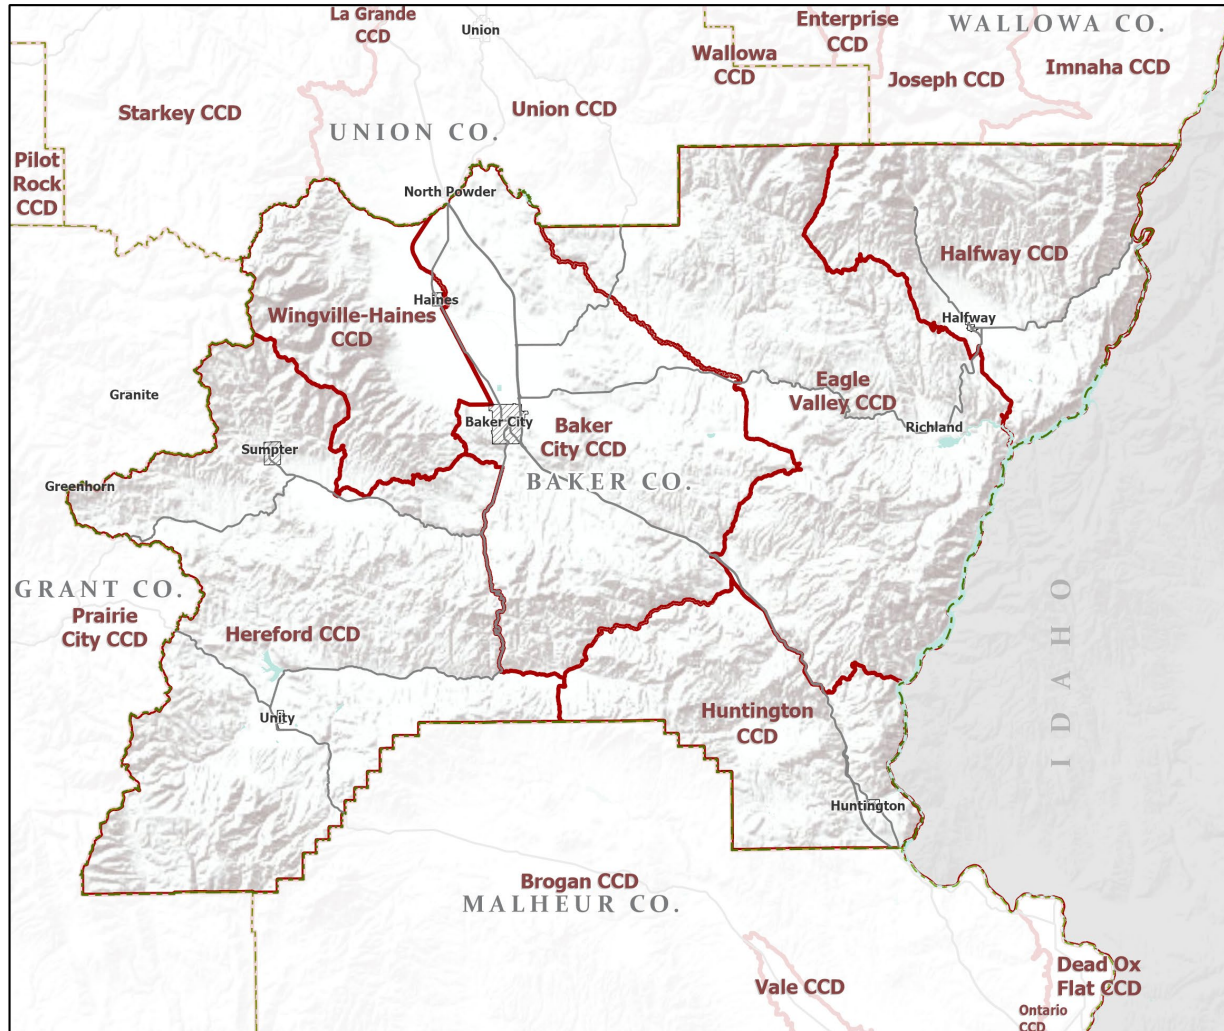 La Grande
CCD
Union
Enterprise
CCD
WALLOWA CO.
Wallowa
CCD
Joseph CCD
Imnaha CCD
Starkey CCD
Union CCD
UNION CO.
Pilot
Rock
CCD
North Powder
Halfway CCD
Haines
Wingville-Haines
CCD
Halfway
Granite
Eagle
Valley CCD
Baker City
Baker
City CCD
Richland
Sumpter
BAKER CO.
Greenhorn
GRANT CO.
Prairie
City CCD
Hereford CCD
IDAHO
Unity
Huntington
CCD
Huntington
Brogan CCD
MALHEUR CO.
Vale CCD
Dead Ox
Flat CCD
Ontario
CCD